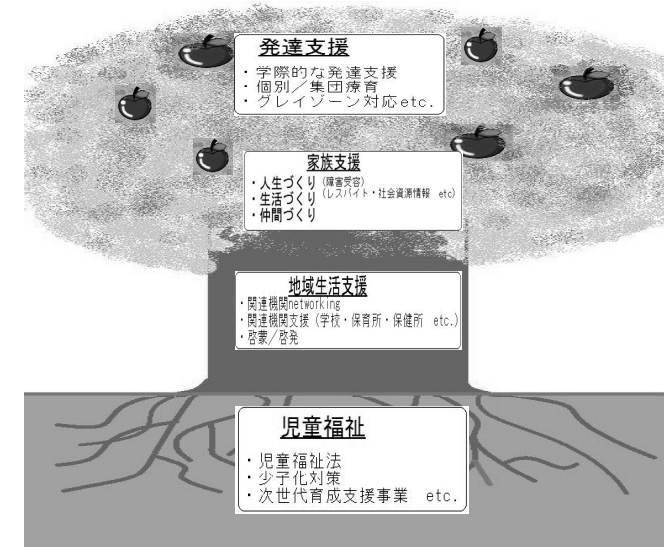 発達支援
・学際的な発達支援
・個別／集団療育
・グレイゾーン対応etc.
家族支援
・人生づくり（障害受容）
・生活づくり（レスパイト・社会資源情報　etc）
・仲間づくり
地域生活支援
・関連機関networking
・関連機関支援（学校・保育所・保健所　etc.）
・啓蒙／啓発
児童福祉
・児童福祉法
・少子化対策
・次世代育成支援事業　etc.